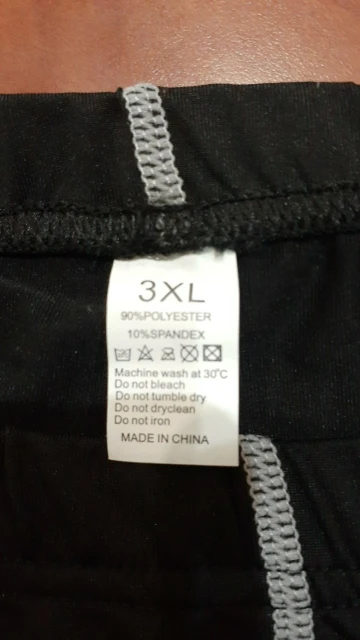 3XL
90%POLYESTER
10%SPANDEX
Machine wash at 30°C
Do not bleach
Do not tumble dry
Do not dryclean
Do not iron
MADE IN CHINA